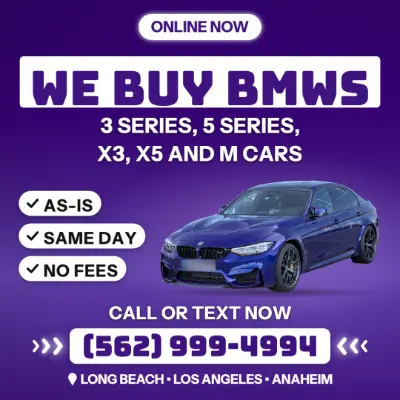 ONLINE NOW
WE BUY BMWS
3 SERIES, 5 SERIES,
X3, X5 AND M CARS
AS-IS
SAME DAY
NO FEES
CALL OR TEXT NOW
(562) 999-4994
LONG BEACH • LOS ANGELES • ANAHEIM